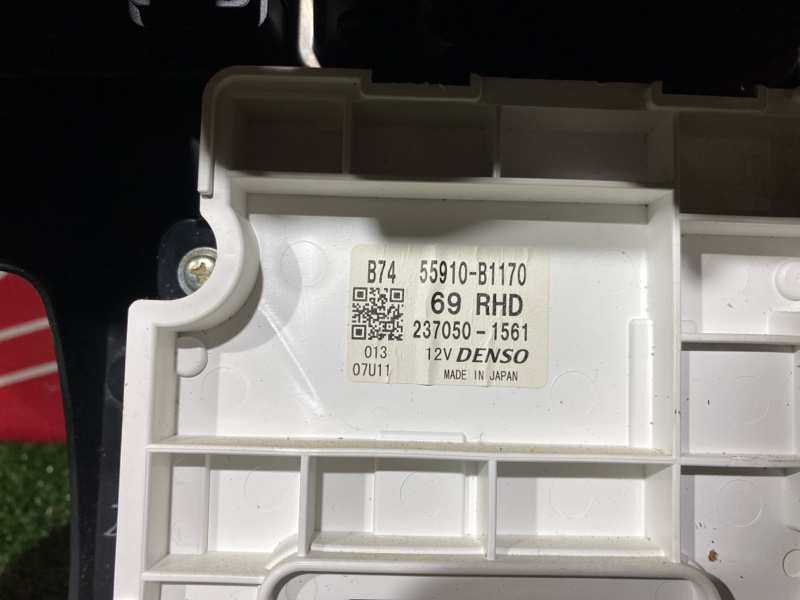 B74 55910-B1170
69 RHD
237050-1561
013 12V DENSO
07U11 MADE IN JAPAN